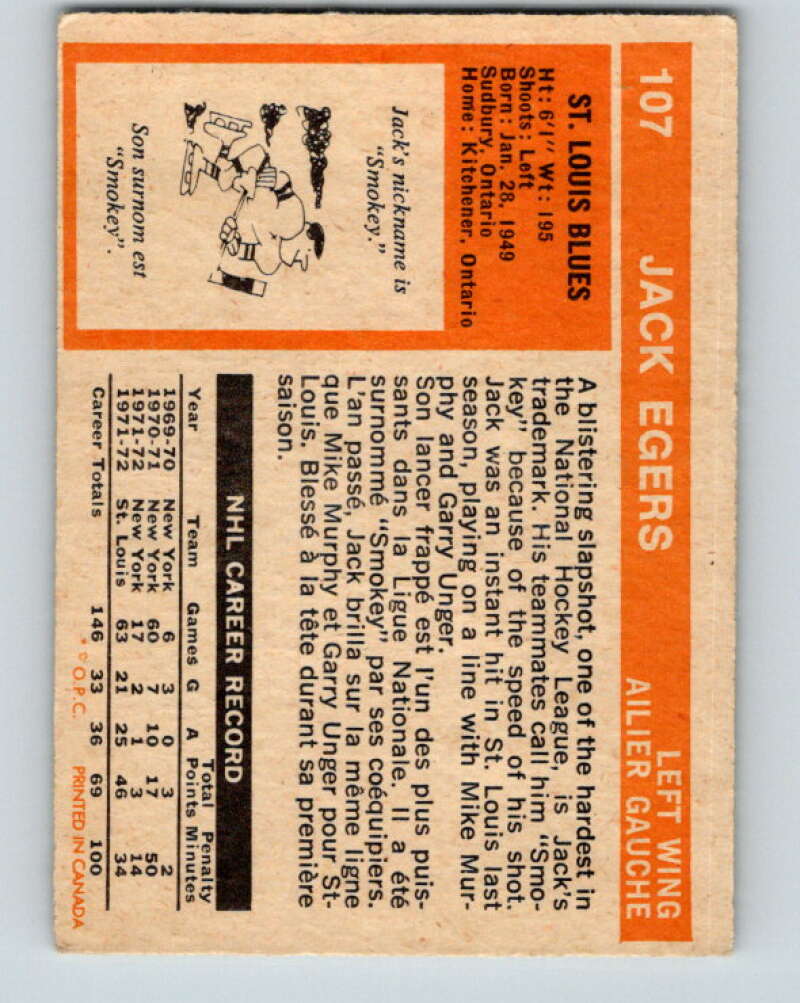 107 JACK EGERS LEFT WING
AILIER GAUCHE
ST. LOUIS BLUES
Ht: 6'1" Wt: 195
Shoots: Left
Born: Jan. 28, 1949
Sudbury, Ontario
Home: Kitchener, Ontario
Jack's nickname is
"Smokey."
Son surnom est
"Smokey".
A blistering slapshot, one of the hardest in
the National Hockey League, is Jack's
trademark. His teammates call him "Smo-
key" because of the speed of his shot.
Jack was an instant hit in St. Louis last
season, playing on a line with Mike Mur-
phy and Garry Unger.
Son lancer frappé est l'un des plus puis-
sants dans la Ligue Nationale. Il a été
surnommé "Smokey" par ses coéquipiers.
L'an passé, Jack brilla sur la même ligne
que Mike Murphy et Garry Unger pour St-
Louis. Blessé à la tête durant sa première
saison.
NHL CAREER RECORD
Total Penalty
Year Team Games G A Points Minutes
1969-70 New York 6 3 0 3 2
1970-71 New York 60 7 10 17 50
1971-72 New York 17 2 1 3 14
1971-72 St. Louis 63 21 25 46 34
Career Totals 146 33 36 69 100
* © O.P.C. PRINTED IN CANADA